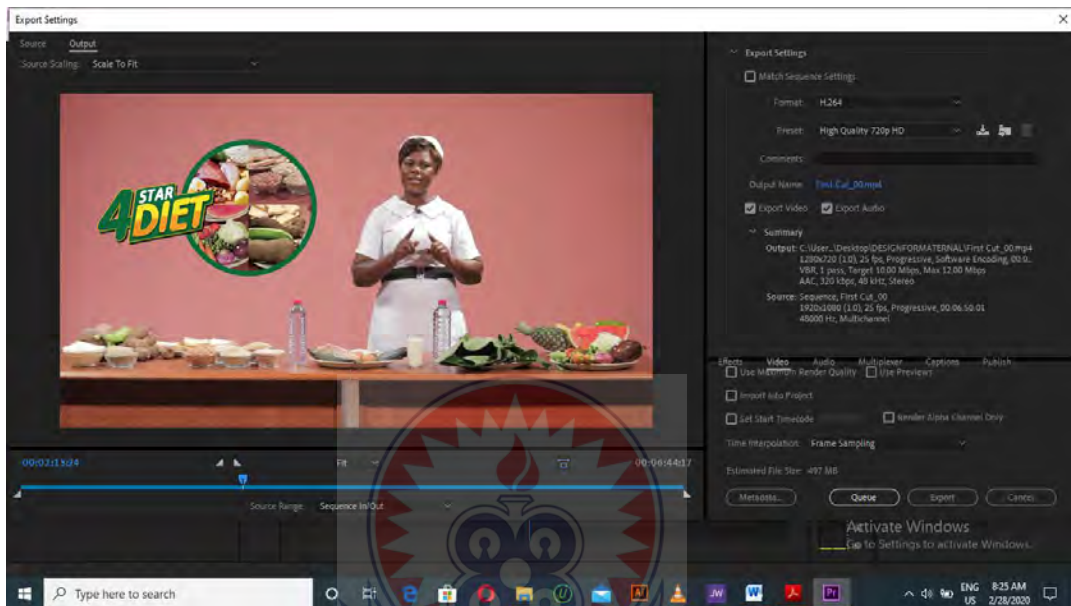 Export Settings
Source Output
Source Scaling: Scale To Fit
4 STAR
DIET
00:02:13:24
Fit
00:06:44:17
Source Range: Sequence In/Out
Export Settings
Match Sequence Settings
Format: H.264
Preset: High Quality 720p HD
Comments:
Output Name: First Cut_00.mp4
Export Video Export Audio
Summary
Output: C:\User...\Desktop\DESIGNFORMATERNAL\First Cut_00.mp4
1280x720 (1.0), 25 fps, Progressive, Software Encoding, 00:0...
VBR, 1 pass, Target 10.00 Mbps, Max 12.00 Mbps
AAC, 320 kbps, 48 kHz, Stereo
Source: Sequence, First Cut_00
1920x1080 (1.0), 25 fps, Progressive, 00:06:50:01
48000 Hz, Multichannel
Effects Video Audio Multiplexer Captions Publish
Use Maximum Render Quality Use Previews
Import Into Project
Set Start Timecode Render Alpha Channel Only
Time Interpolation: Frame Sampling
Estimated File Size: 497 MB
Metadata... Queue Export Cancel
Activate Windows
Go to Settings to activate Windows.
Type here to search
JW W Pr
ENG
US
8:25 AM
2/28/2020